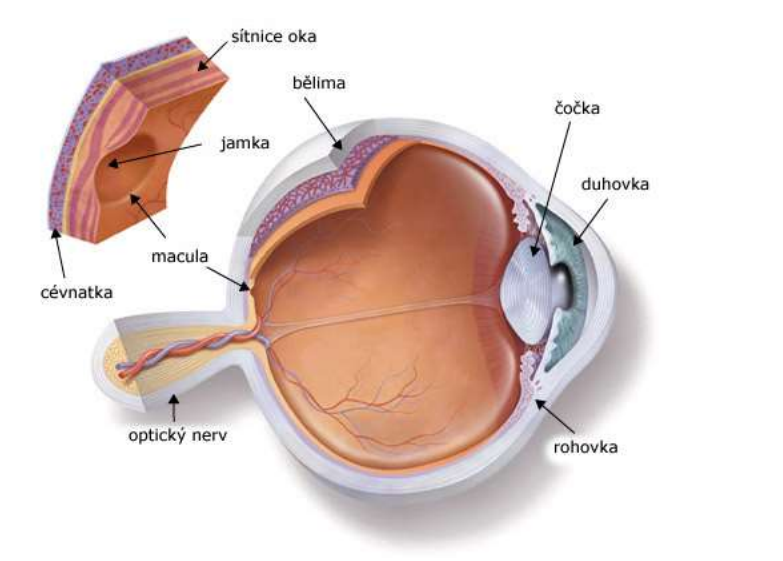 sítnice oka
bělima
čočka
jamka
duhovka
macula
cévnatka
optický nerv
rohovka